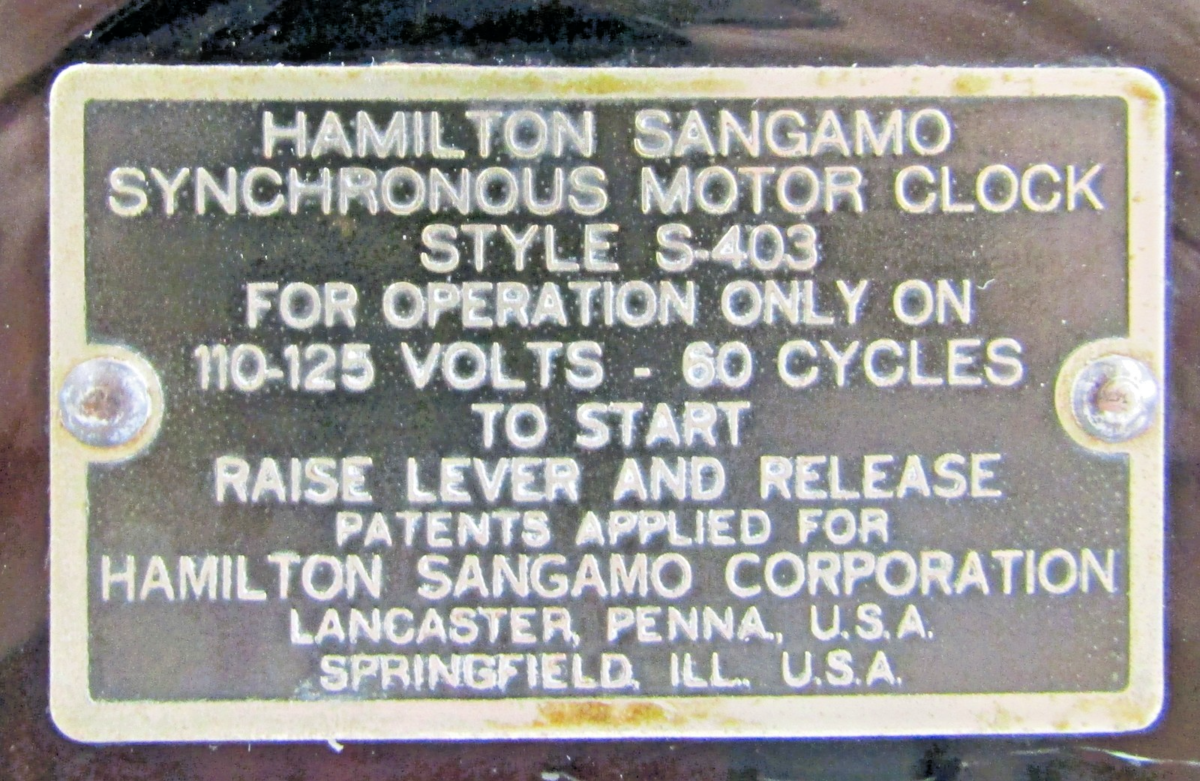 HAMILTON SANGAMO
SYNCHRONOUS MOTOR CLOCK
STYLE S-403
FOR OPERATION ONLY ON
110-125 VOLTS - 60 CYCLES
TO START
RAISE LEVER AND RELEASE
PATENTS APPLIED FOR
HAMILTON SANGAMO CORPORATION
LANCASTER, PENNA., U.S.A.
SPRINGFIELD, ILL., U.S.A.